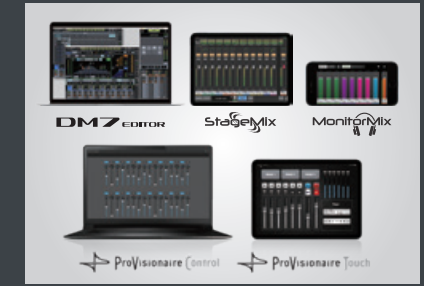 DM7 EDITOR
StageMix
MonitorMix
ProVisionaire Control
ProVisionaire Touch